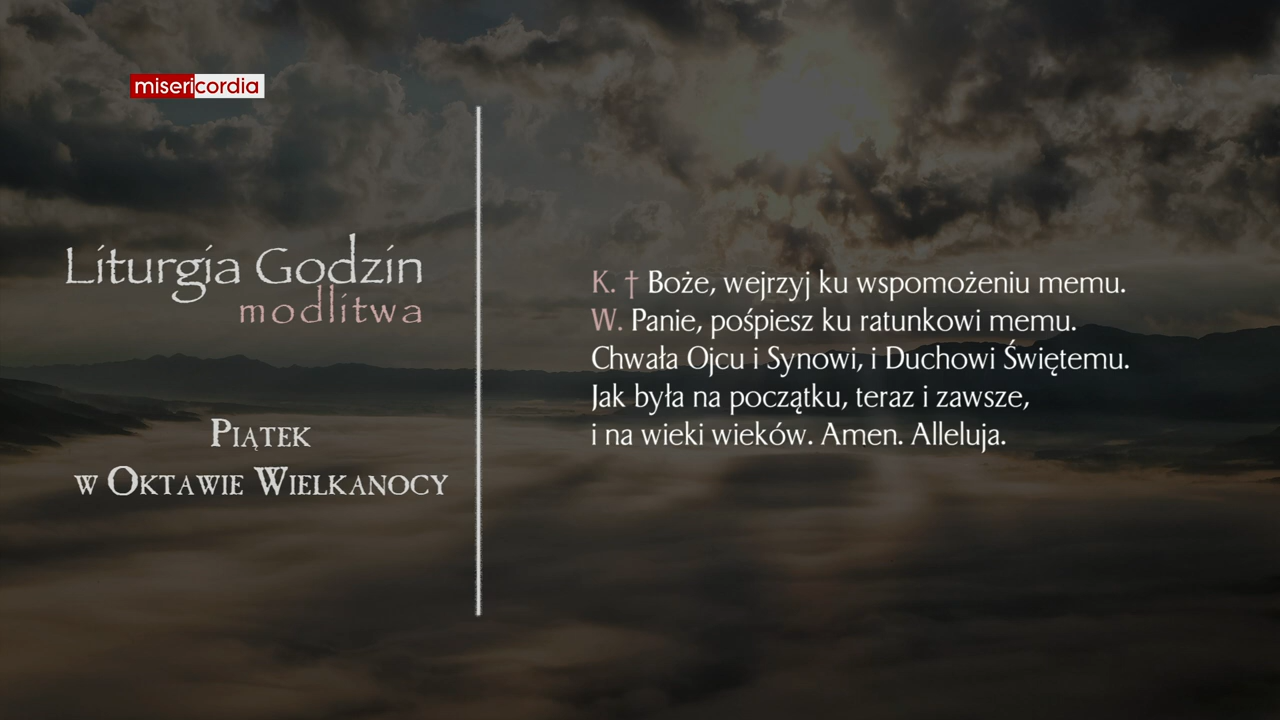 misericordia
Liturgia Godzin
modlitwa
Piątek
w Oktawie Wielkanocy
K. † Boże, wejrzyj ku wspomożeniu memu.
W. Panie, pośpiesz ku ratunkowi memu.
Chwała Ojcu i Synowi, i Duchowi Świętemu.
Jak była na początku, teraz i zawsze,
i na wieki wieków. Amen. Alleluja.